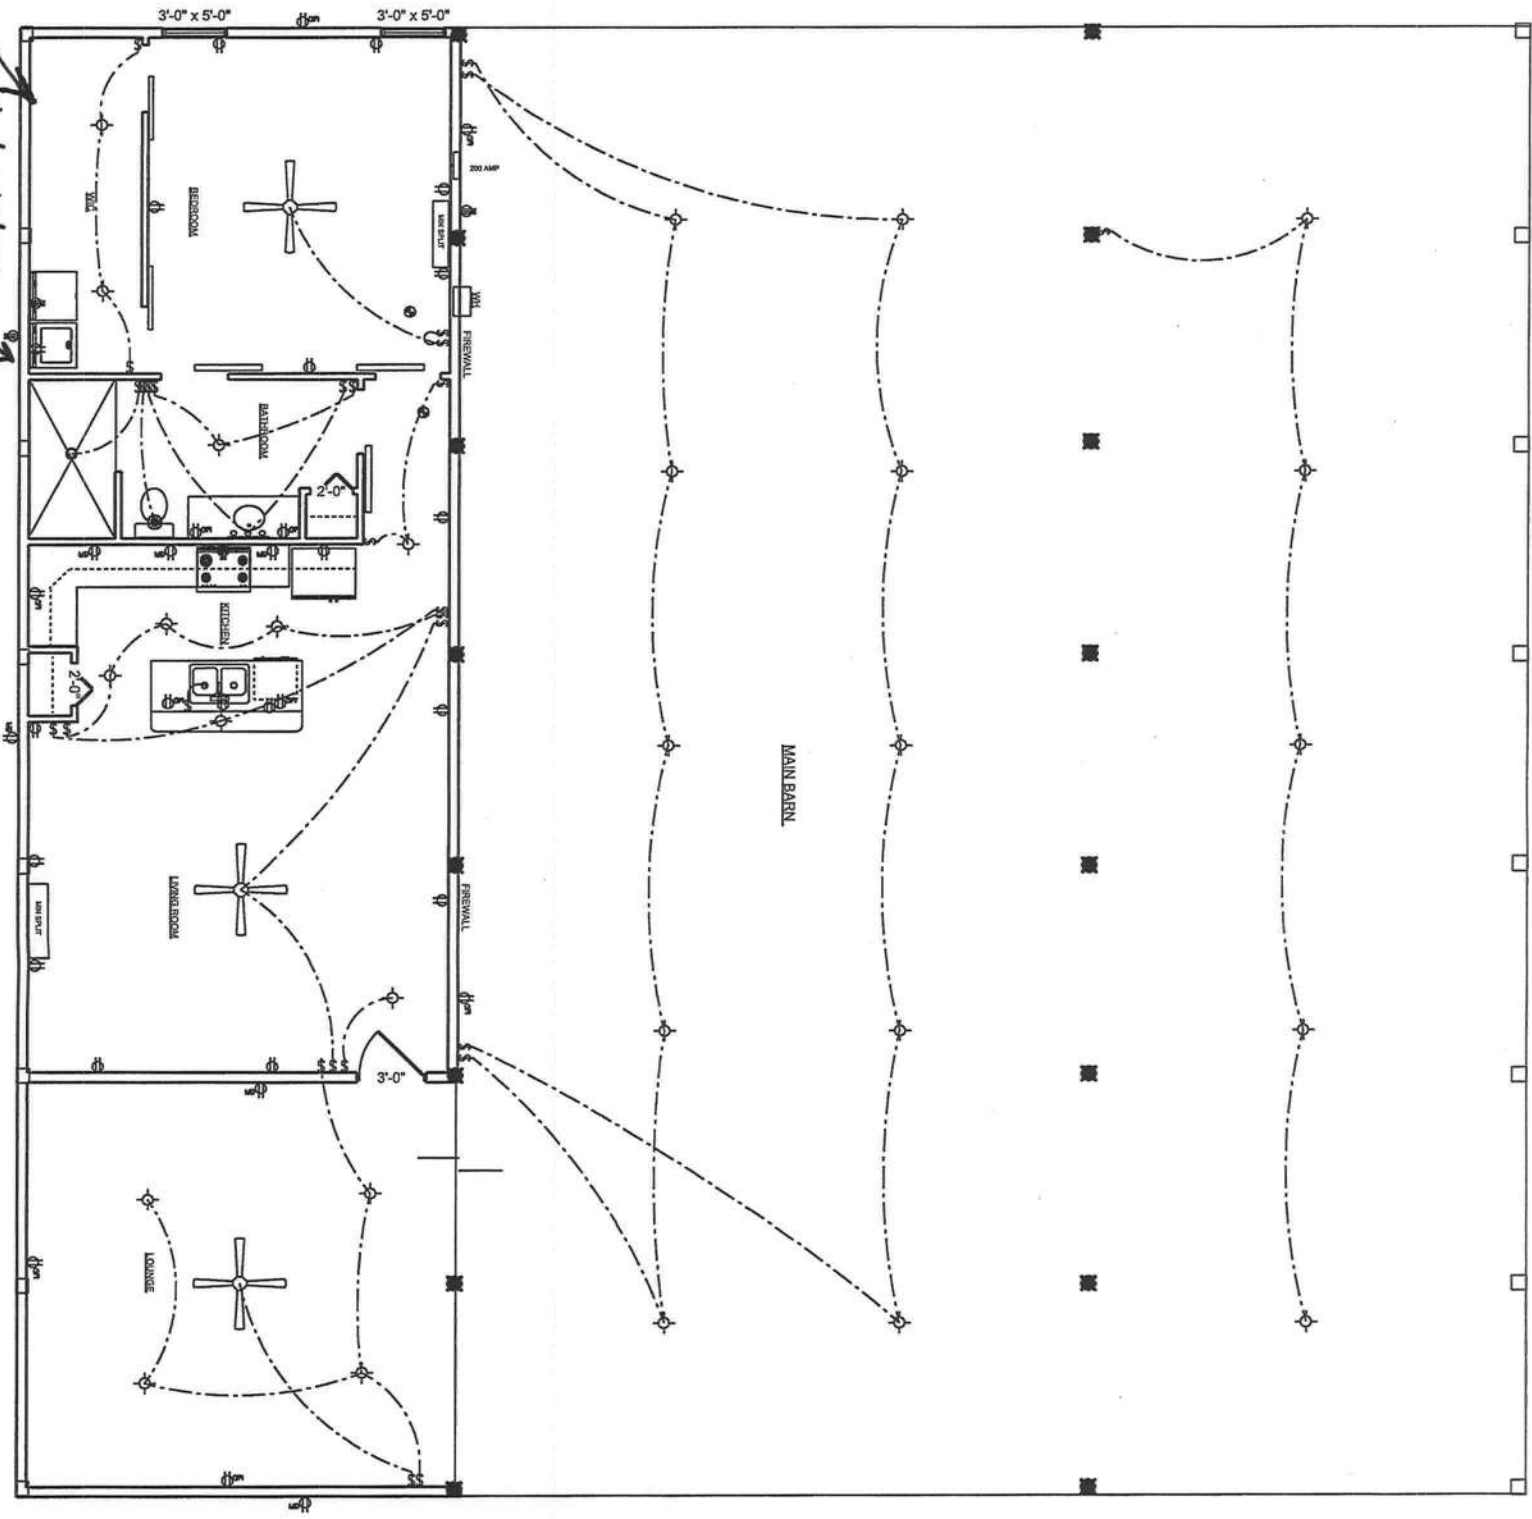 3'-0" x 5'-0"
3'-0" x 5'-0"
200 AMP
MINI SPLIT
WH
FIREWALL
BEDROOM
BATHROOM
2'-0"
KITCHEN
2'-0"
MAIN BARN
LIVING ROOM
MINI SPLIT
FIREWALL
3'-0"
LOUNGE